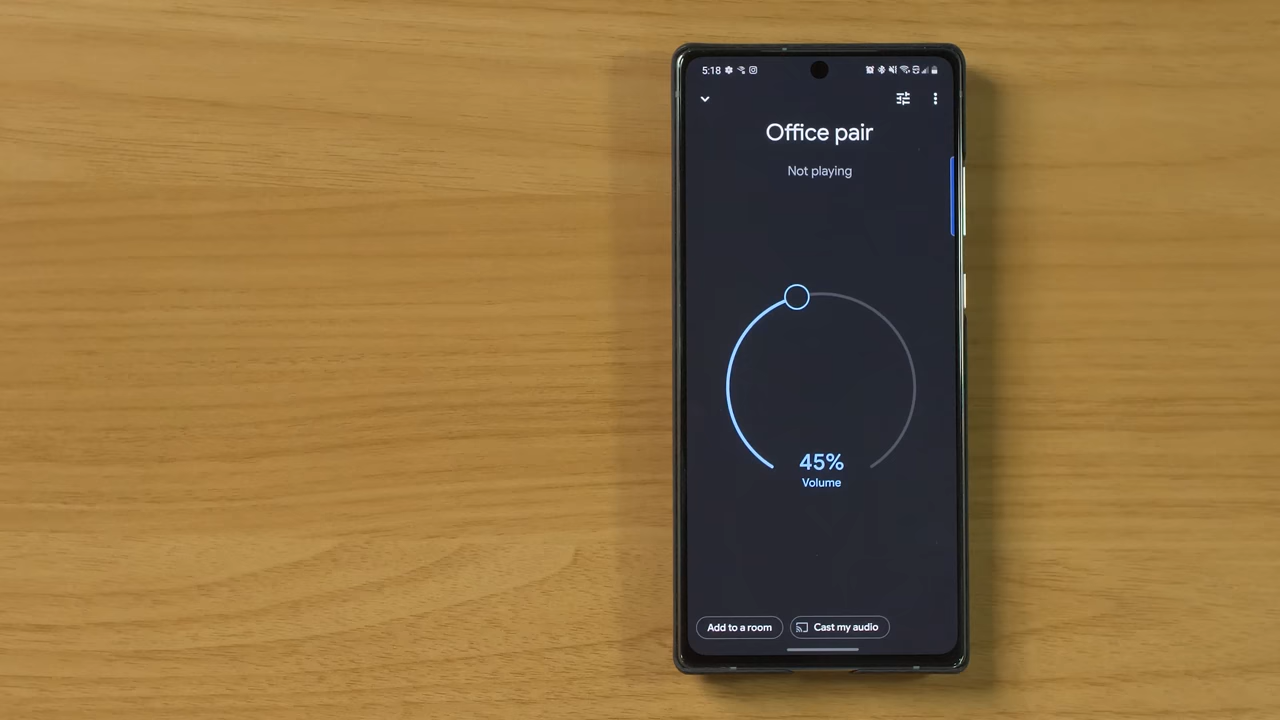 5:18
Office pair
Not playing
45%
Volume
Add to a room
Cast my audio